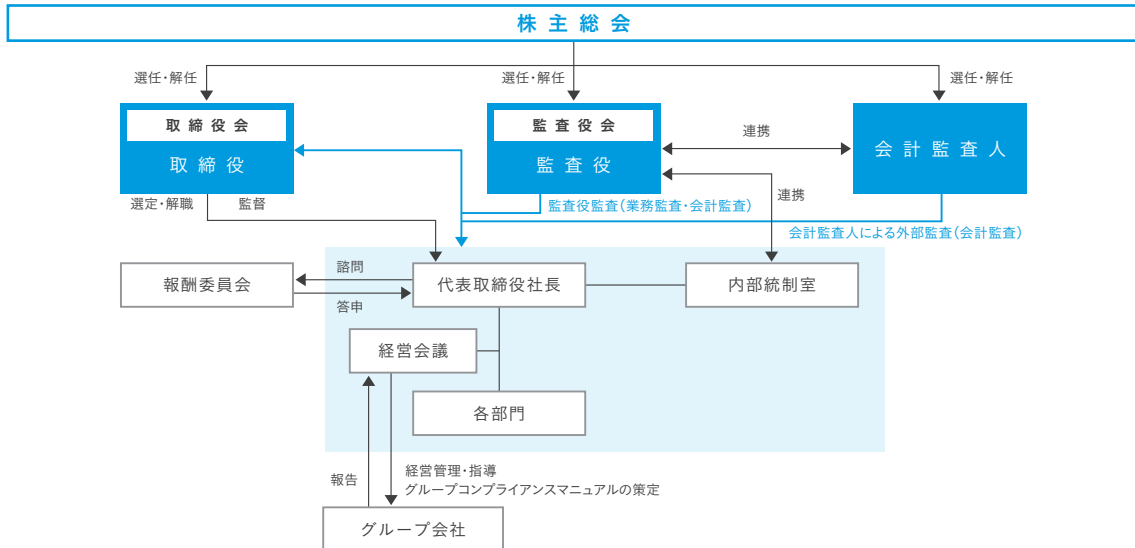 株主総会
選任・解任
選任・解任
選任・解任
取締役会
取締役
監査役会
監査役
連携
会計監査人
選定・解職
監督
監査役監査(業務監査・会計監査)
連携
会計監査人による外部監査(会計監査)
報酬委員会
諮問
答申
代表取締役社長
内部統制室
経営会議
各部門
報告
経営管理・指導
グループコンプライアンスマニュアルの策定
グループ会社